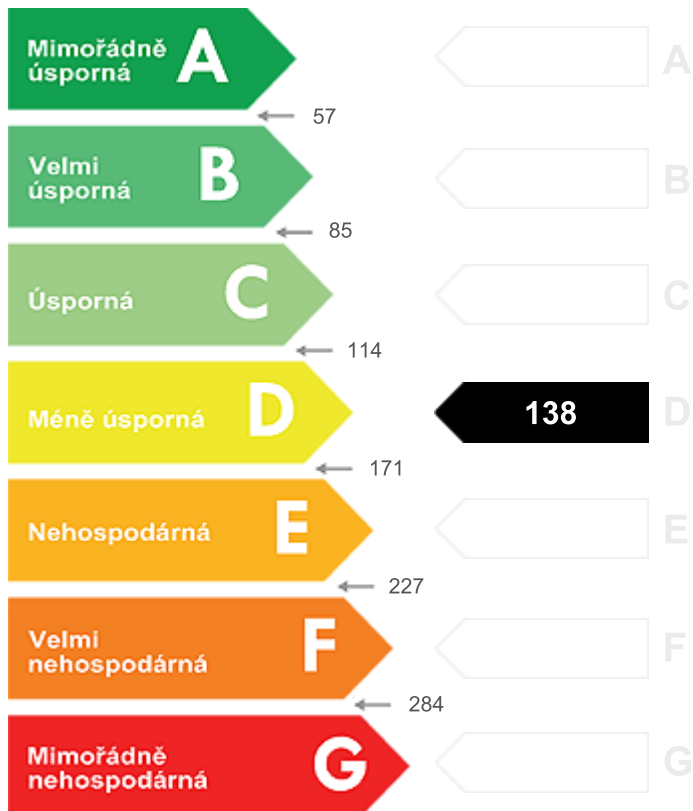 Mimořádně
úsporná
A
A
57
Velmi
úsporná
B
B
85
Úsporná
C
C
114
Méně úsporná
D
138
D
171
Nehospodárná
E
E
227
Velmi
nehospodárná
F
F
284
Mimořádně
nehospodárná
G
G